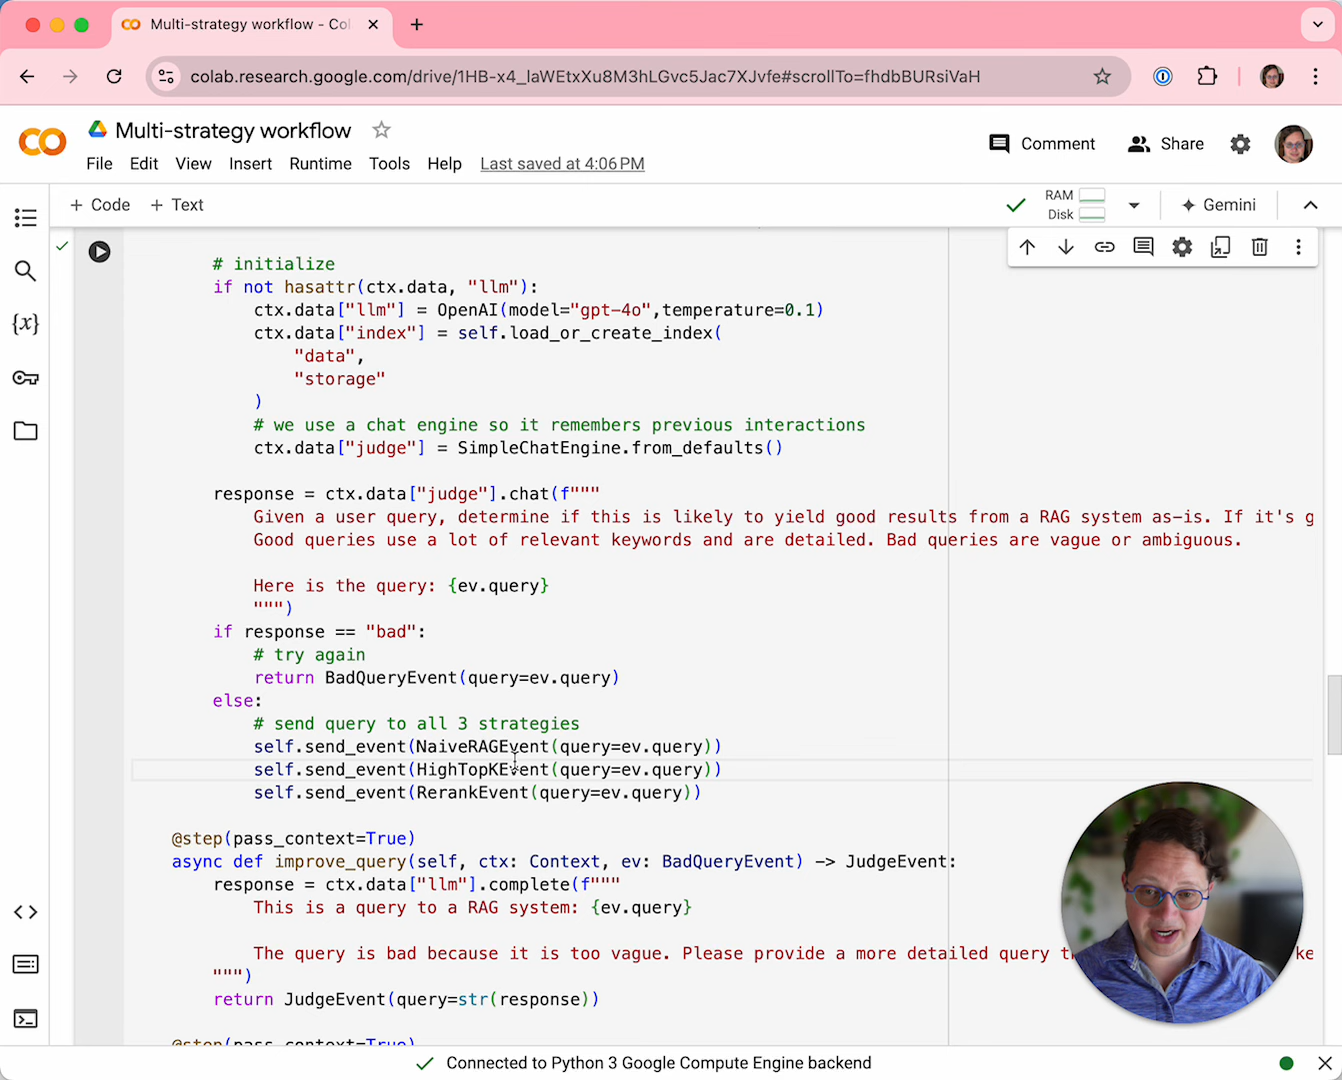 Multi-strategy workflow - Col
colab.research.google.com/drive/1HB-x4_laWEtxXu8M3hLGvc5Jac7XJvfe#scrollTo=fhdbBURsiVaH
Multi-strategy workflow
Comment
Share
File Edit View Insert Runtime Tools Help Last saved at 4:06 PM
+ Code + Text
RAM
Disk
Gemini
# initialize
if not hasattr(ctx.data, "llm"):
ctx.data["llm"] = OpenAI(model="gpt-4o",temperature=0.1)
ctx.data["index"] = self.load_or_create_index(
"data",
"storage"
)
# we use a chat engine so it remembers previous interactions
ctx.data["judge"] = SimpleChatEngine.from_defaults()
response = ctx.data["judge"].chat(f"""
Given a user query, determine if this is likely to yield good results from a RAG system as-is. If it's g
Good queries use a lot of relevant keywords and are detailed. Bad queries are vague or ambiguous.
Here is the query: {ev.query}
""")
if response == "bad":
# try again
return BadQueryEvent(query=ev.query)
else:
# send query to all 3 strategies
self.send_event(NaiveRAGEvent(query=ev.query))
self.send_event(HighTopKEvent(query=ev.query))
self.send_event(RerankEvent(query=ev.query))
@step(pass_context=True)
async def improve_query(self, ctx: Context, ev: BadQueryEvent) -> JudgeEvent:
response = ctx.data["llm"].complete(f"""
This is a query to a RAG system: {ev.query}
The query is bad because it is too vague. Please provide a more detailed query th ke
""")
return JudgeEvent(query=str(response))
@step(pass_context=True)
Connected to Python 3 Google Compute Engine backend